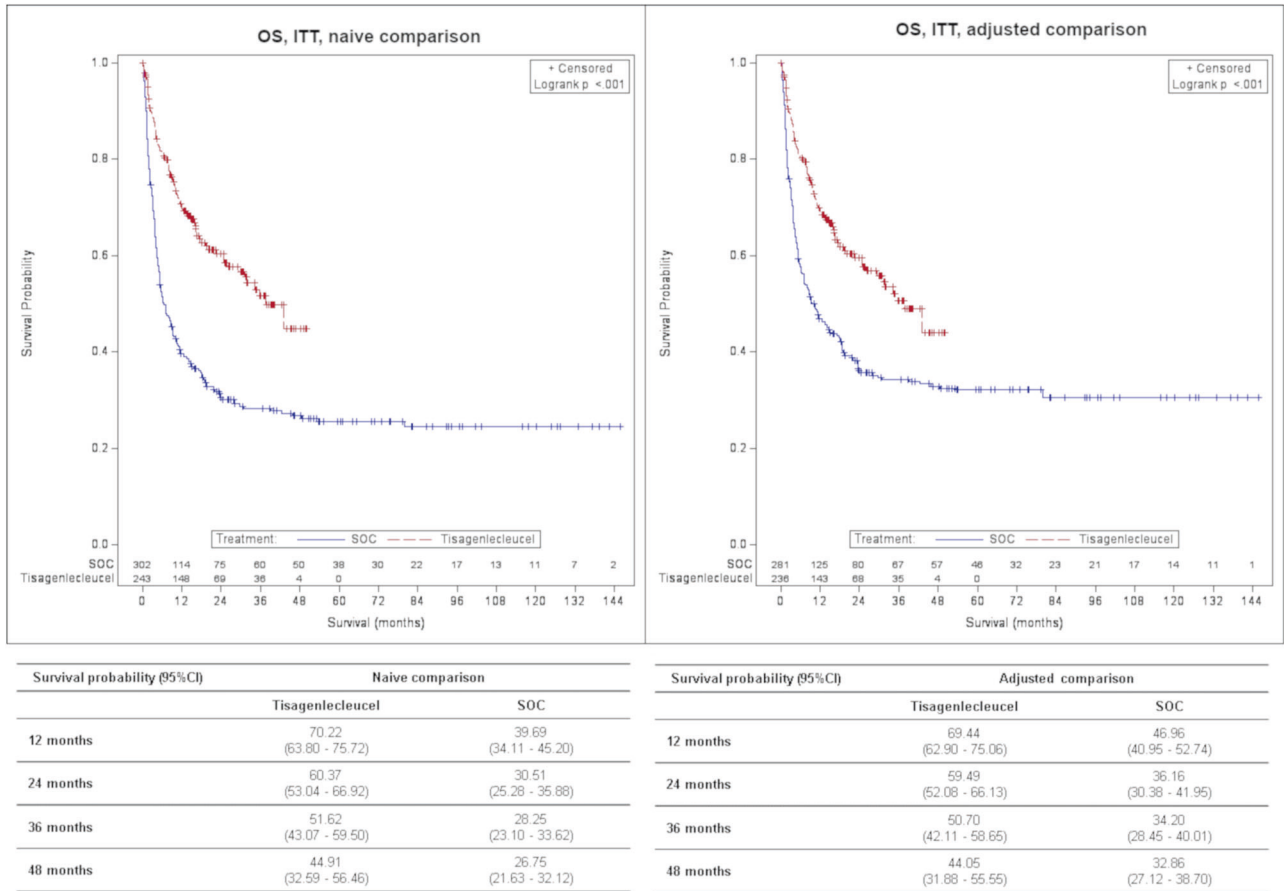 OS, ITT, naive comparison
+ Censored
Logrank p <.001
1.0
0.8
0.6
0.4
0.2
0.0
Survival Probability
Treatment: SOC Tisagenlecleucel
SOC 302 114 75 60 50 38 30 22 17 13 11 7 2
Tisagenlecleucel 243 148 69 36 4 0
0 12 24 36 48 60 72 84 96 108 120 132 144
Survival (months)
OS, ITT, adjusted comparison
+ Censored
Logrank p <.001
1.0
0.8
0.6
0.4
0.2
0.0
Survival Probability
Treatment: SOC Tisagenlecleucel
SOC 281 125 80 67 57 46 32 23 21 17 14 11 1
Tisagenlecleucel 236 143 68 35 4 0
0 12 24 36 48 60 72 84 96 108 120 132 144
Survival (months)
Survival probability (95%CI) Naive comparison
Tisagenlecleucel SOC
12 months 70.22 39.69
(63.80 - 75.72) (34.11 - 45.20)
24 months 60.37 30.51
(53.04 - 66.92) (25.28 - 35.88)
36 months 51.62 28.25
(43.07 - 59.50) (23.10 - 33.62)
48 months 44.91 26.75
(32.59 - 56.46) (21.63 - 32.12)
Survival probability (95%CI) Adjusted comparison
Tisagenlecleucel SOC
12 months 69.44 46.96
(62.90 - 75.06) (40.95 - 52.74)
24 months 59.49 36.16
(52.08 - 66.13) (30.38 - 41.95)
36 months 50.70 34.20
(42.11 - 58.65) (28.45 - 40.01)
48 months 44.05 32.86
(31.88 - 55.55) (27.12 - 38.70)